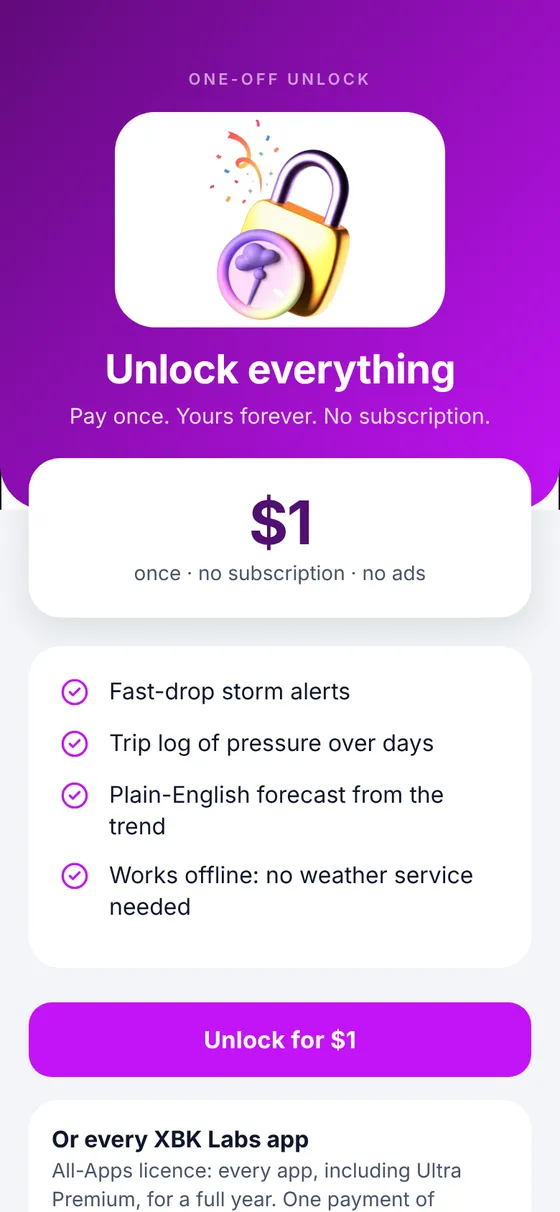 ONE-OFF UNLOCK
Unlock everything
Pay once. Yours forever. No subscription.
$1
once · no subscription · no ads
Fast-drop storm alerts
Trip log of pressure over days
Plain-English forecast from the
trend
Works offline: no weather service
needed
Unlock for $1
Or every XBK Labs app
All-Apps licence: every app, including Ultra
Premium, for a full year. One payment of